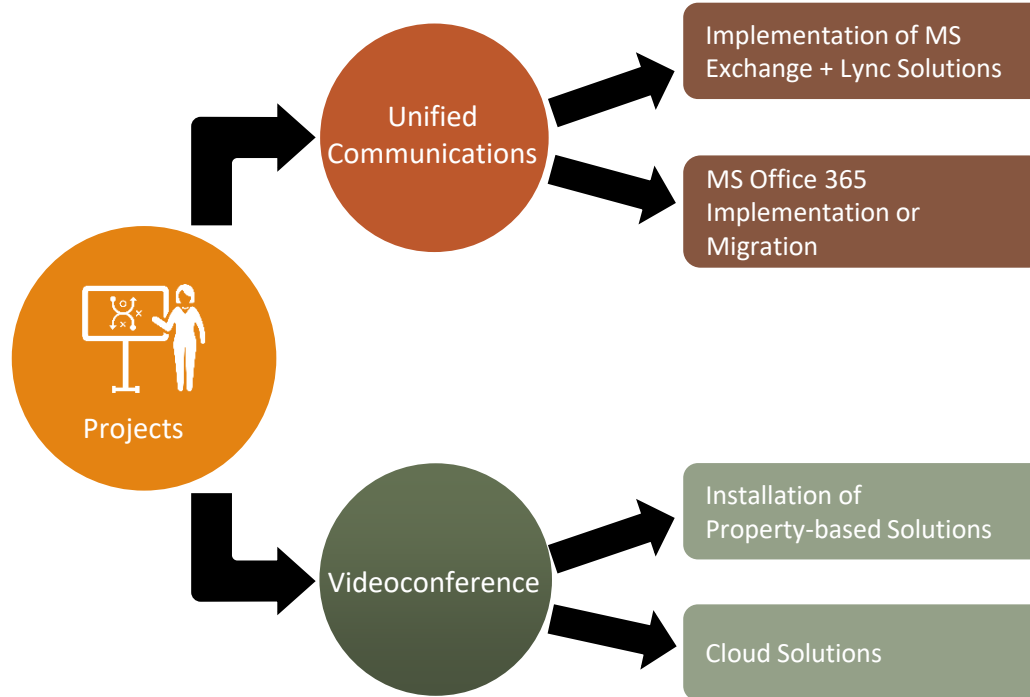 Projects
Unified
Communications
Implementation of MS
Exchange + Lync Solutions
MS Office 365
Implementation or
Migration
Videoconference
Installation of
Property-based Solutions
Cloud Solutions